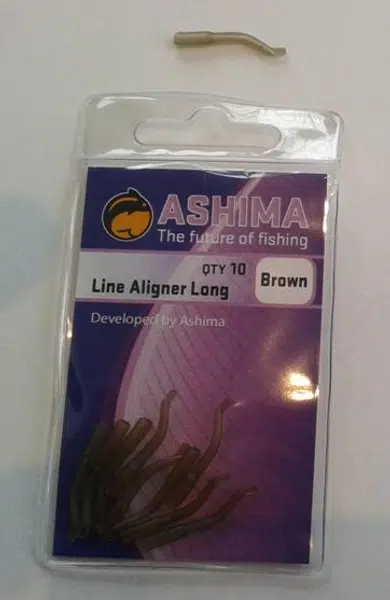 ASHIMA
The future of fishing
QTY 10
Line Aligner Long
Brown
Developed by Ashima